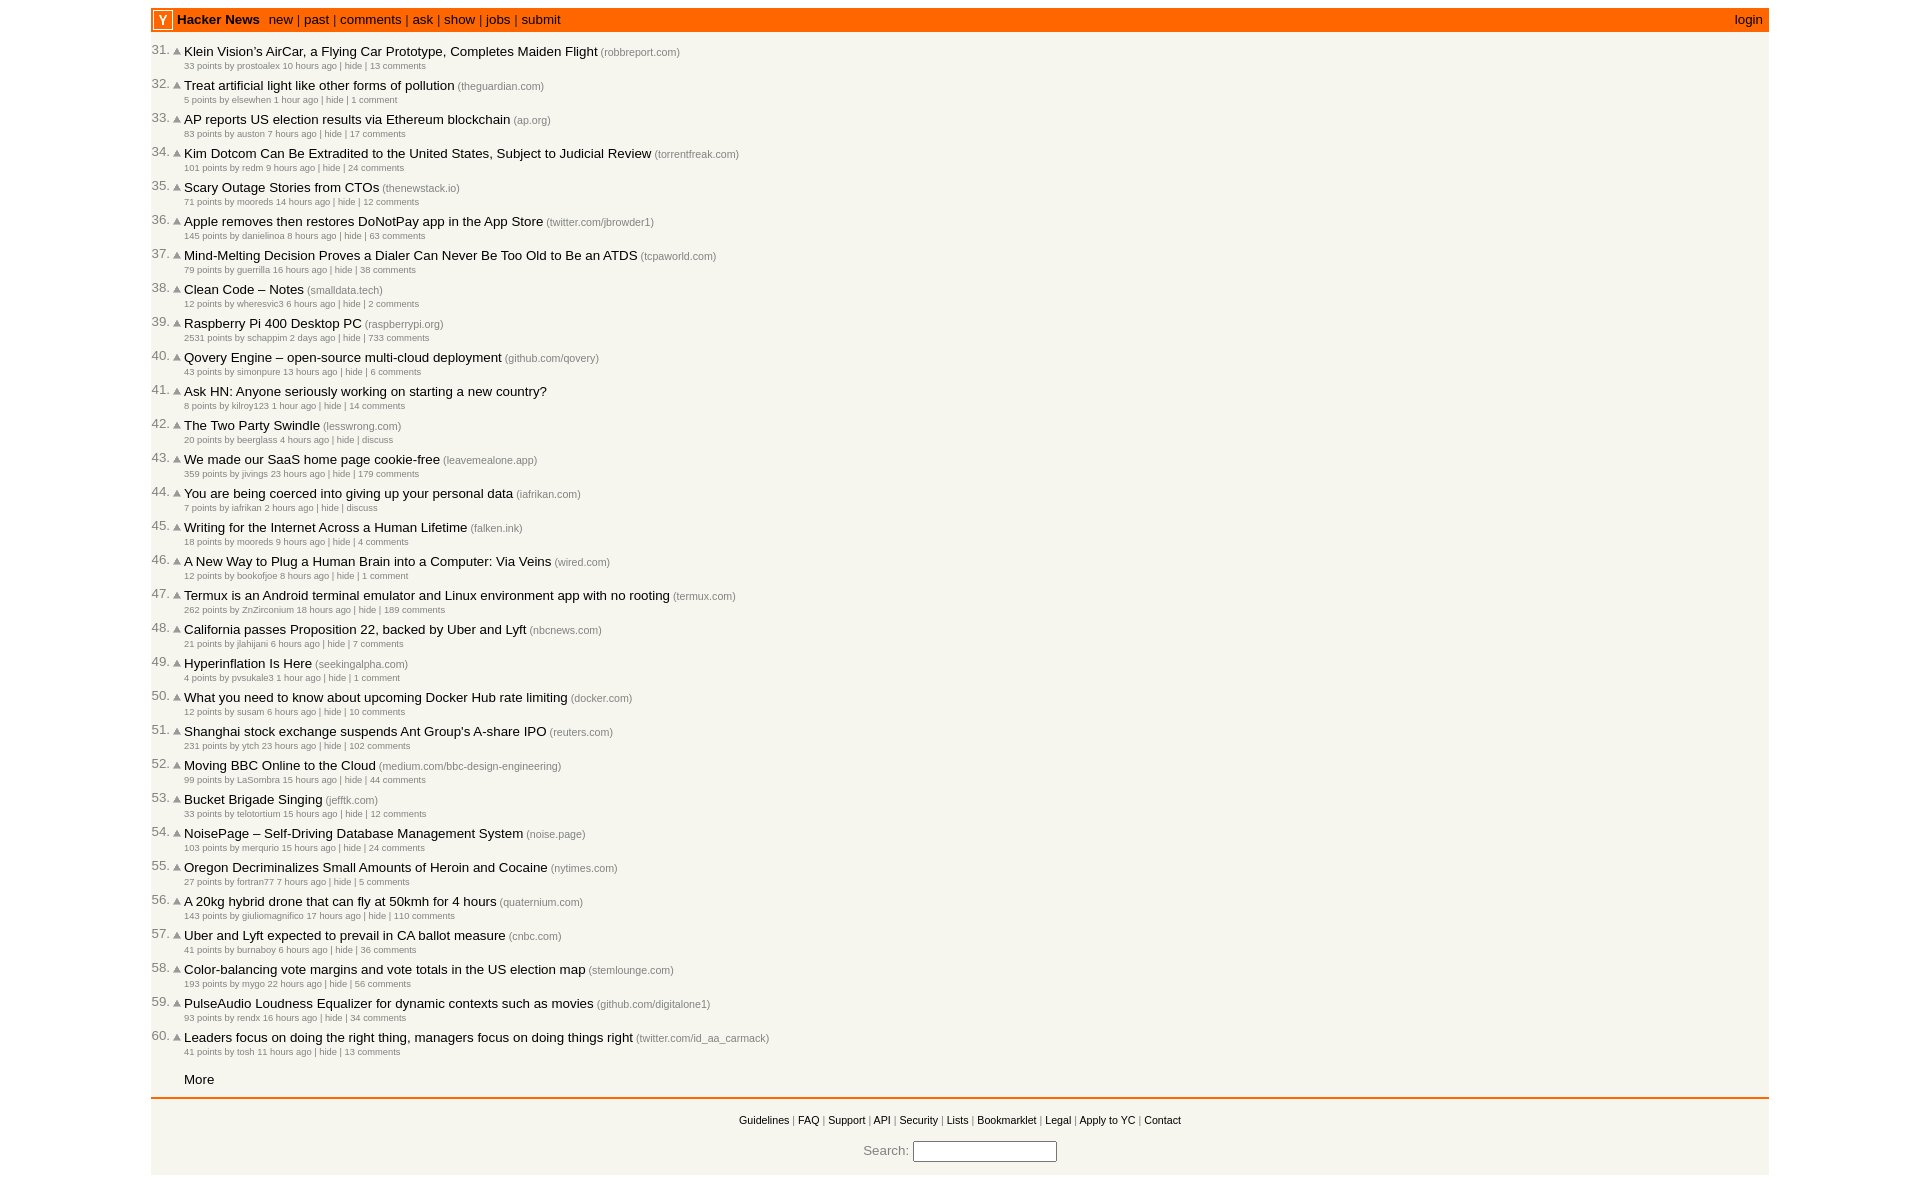 Y Hacker News new | past | comments | ask | show | jobs | submit login
31. Klein Vision’s AirCar, a Flying Car Prototype, Completes Maiden Flight (robbreport.com)
33 points by prostoalex 10 hours ago | hide | 13 comments
32. Treat artificial light like other forms of pollution (theguardian.com)
5 points by elsewhen 1 hour ago | hide | 1 comment
33. AP reports US election results via Ethereum blockchain (ap.org)
83 points by auston 7 hours ago | hide | 17 comments
34. Kim Dotcom Can Be Extradited to the United States, Subject to Judicial Review (torrentfreak.com)
101 points by redm 9 hours ago | hide | 24 comments
35. Scary Outage Stories from CTOs (thenewstack.io)
71 points by mooreds 14 hours ago | hide | 12 comments
36. Apple removes then restores DoNotPay app in the App Store (twitter.com/jbrowder1)
145 points by danielinoa 8 hours ago | hide | 63 comments
37. Mind-Melting Decision Proves a Dialer Can Never Be Too Old to Be an ATDS (tcpaworld.com)
79 points by guerrilla 16 hours ago | hide | 38 comments
38. Clean Code – Notes (smalldata.tech)
12 points by wheresvic3 6 hours ago | hide | 2 comments
39. Raspberry Pi 400 Desktop PC (raspberrypi.org)
2531 points by schappim 2 days ago | hide | 733 comments
40. Qovery Engine – open-source multi-cloud deployment (github.com/qovery)
43 points by simonpure 13 hours ago | hide | 6 comments
41. Ask HN: Anyone seriously working on starting a new country?
8 points by kilroy123 1 hour ago | hide | 14 comments
42. The Two Party Swindle (lesswrong.com)
20 points by beerglass 4 hours ago | hide | discuss
43. We made our SaaS home page cookie-free (leavemealone.app)
359 points by jivings 23 hours ago | hide | 179 comments
44. You are being coerced into giving up your personal data (iafrikan.com)
7 points by iafrikan 2 hours ago | hide | discuss
45. Writing for the Internet Across a Human Lifetime (falken.ink)
18 points by mooreds 9 hours ago | hide | 4 comments
46. A New Way to Plug a Human Brain into a Computer: Via Veins (wired.com)
12 points by bookofjoe 8 hours ago | hide | 1 comment
47. Termux is an Android terminal emulator and Linux environment app with no rooting (termux.com)
262 points by ZnZirconium 18 hours ago | hide | 189 comments
48. California passes Proposition 22, backed by Uber and Lyft (nbcnews.com)
21 points by jlahijani 6 hours ago | hide | 7 comments
49. Hyperinflation Is Here (seekingalpha.com)
4 points by pvsukale3 1 hour ago | hide | 1 comment
50. What you need to know about upcoming Docker Hub rate limiting (docker.com)
12 points by susam 6 hours ago | hide | 10 comments
51. Shanghai stock exchange suspends Ant Group's A-share IPO (reuters.com)
231 points by ytch 23 hours ago | hide | 102 comments
52. Moving BBC Online to the Cloud (medium.com/bbc-design-engineering)
99 points by LaSombra 15 hours ago | hide | 44 comments
53. Bucket Brigade Singing (jefftk.com)
33 points by telotortium 15 hours ago | hide | 12 comments
54. NoisePage – Self-Driving Database Management System (noise.page)
103 points by merqurio 15 hours ago | hide | 24 comments
55. Oregon Decriminalizes Small Amounts of Heroin and Cocaine (nytimes.com)
27 points by fortran77 7 hours ago | hide | 5 comments
56. A 20kg hybrid drone that can fly at 50kmh for 4 hours (quaternium.com)
143 points by giuliomagnifico 17 hours ago | hide | 110 comments
57. Uber and Lyft expected to prevail in CA ballot measure (cnbc.com)
41 points by burnaboy 6 hours ago | hide | 36 comments
58. Color-balancing vote margins and vote totals in the US election map (stemlounge.com)
193 points by mygo 22 hours ago | hide | 56 comments
59. PulseAudio Loudness Equalizer for dynamic contexts such as movies (github.com/digitalone1)
93 points by rendx 16 hours ago | hide | 34 comments
60. Leaders focus on doing the right thing, managers focus on doing things right (twitter.com/id_aa_carmack)
41 points by tosh 11 hours ago | hide | 13 comments
More
Guidelines | FAQ | Support | API | Security | Lists | Bookmarklet | Legal | Apply to YC | Contact
Search: